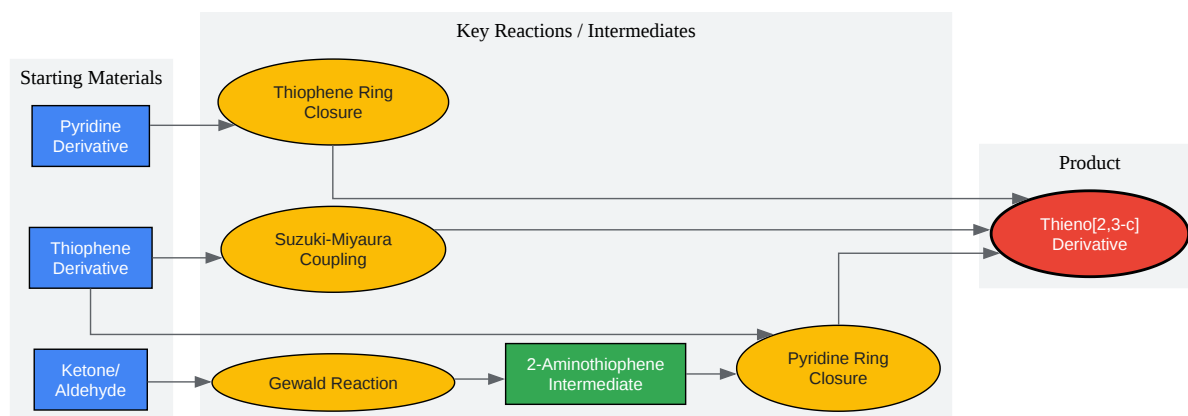 Key Reactions / Intermediates
Starting Materials
Thiophene Ring
Closure
Pyridine
Derivative
Product
Thiophene
Derivative
Suzuki-Miyaura
Coupling
Thieno[2,3-c]
Derivative
Ketone/
Aldehyde
Gewald Reaction
2-Aminothiophene
Intermediate
Pyridine Ring
Closure